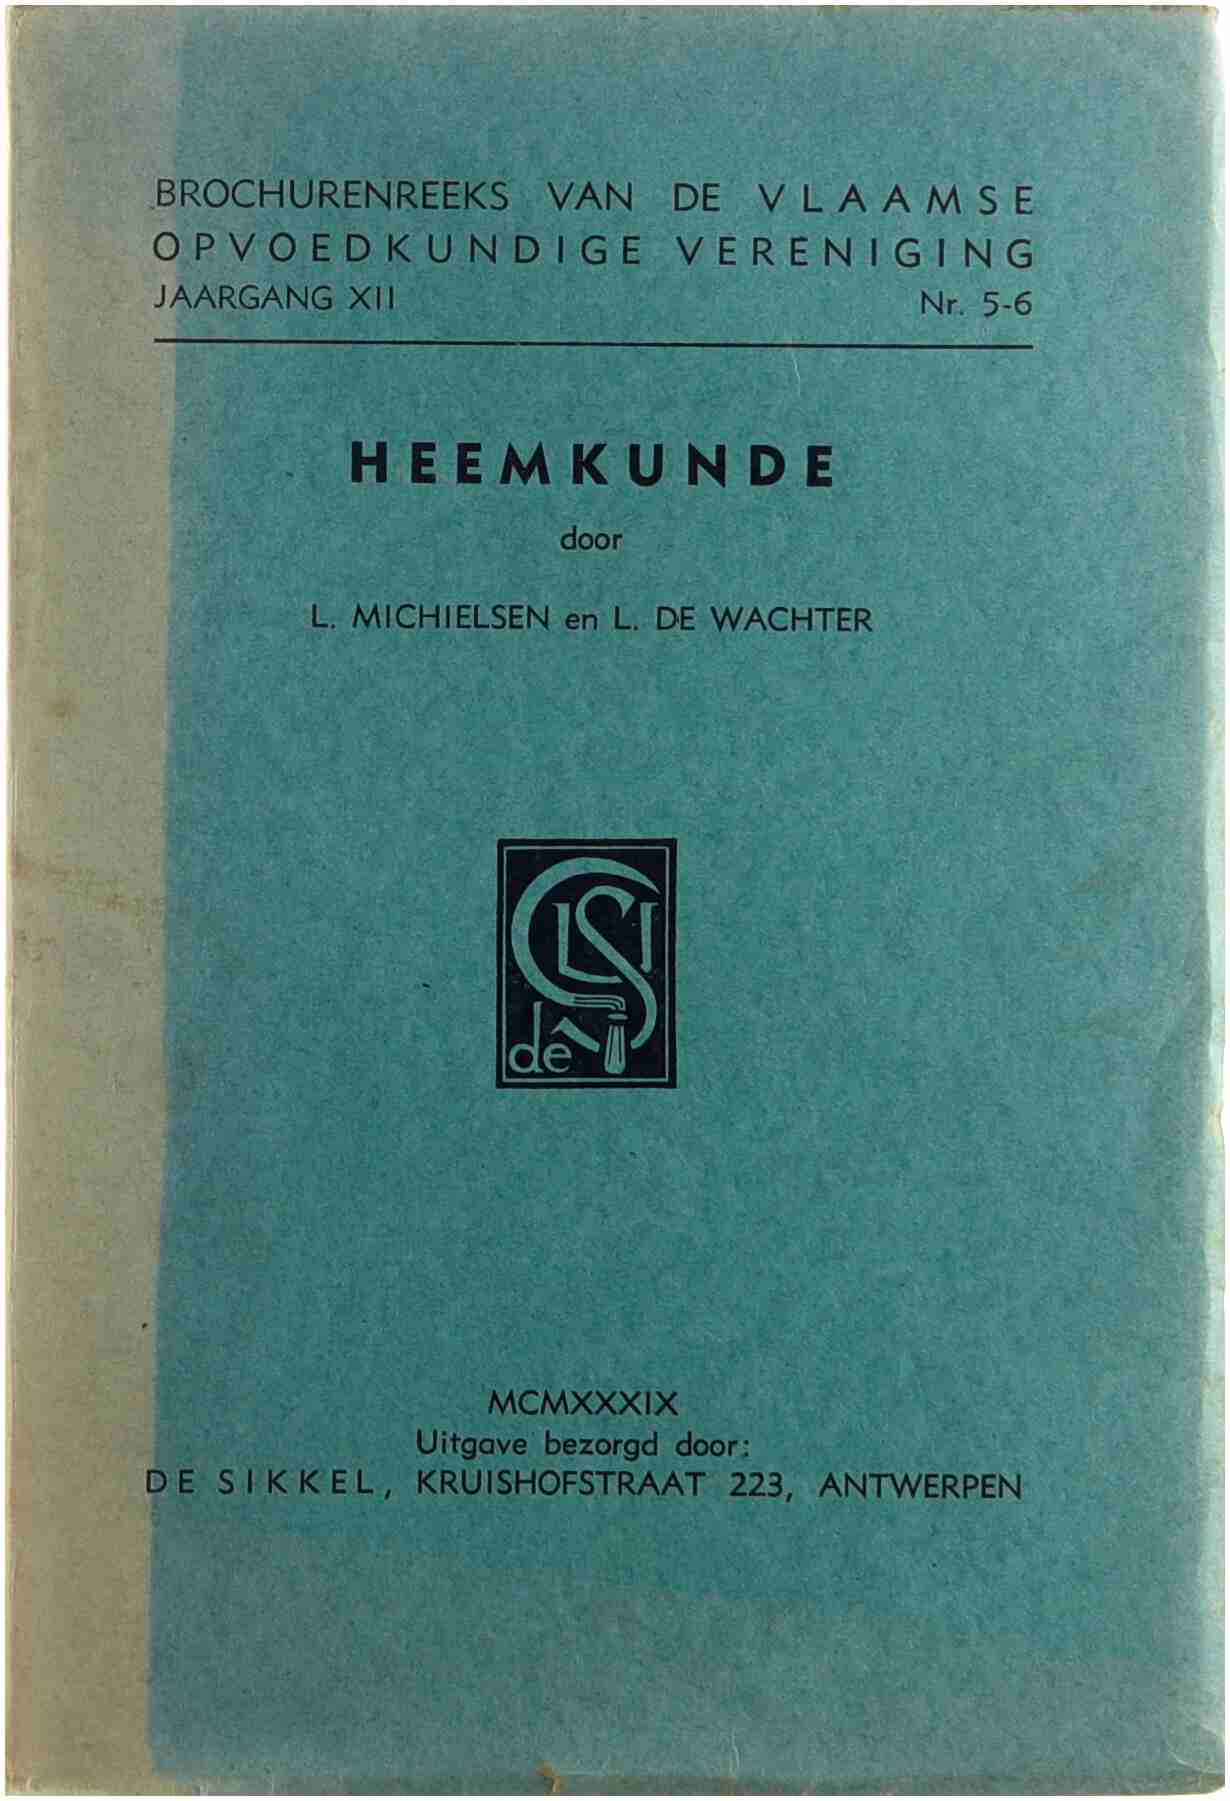 BROCHURENREEKS VAN DE VLAAMSE
OPVOEDKUNDIGE VERENIGING
JAARGANG XII Nr. 5-6
HEEMKUNDE
door
L. MICHIELSEN en L. DE WACHTER
de
MCMXXXIX
Uitgave bezorgd door:
DE SIKKEL, KRUISHOFSTRAAT 223, ANTWERPEN